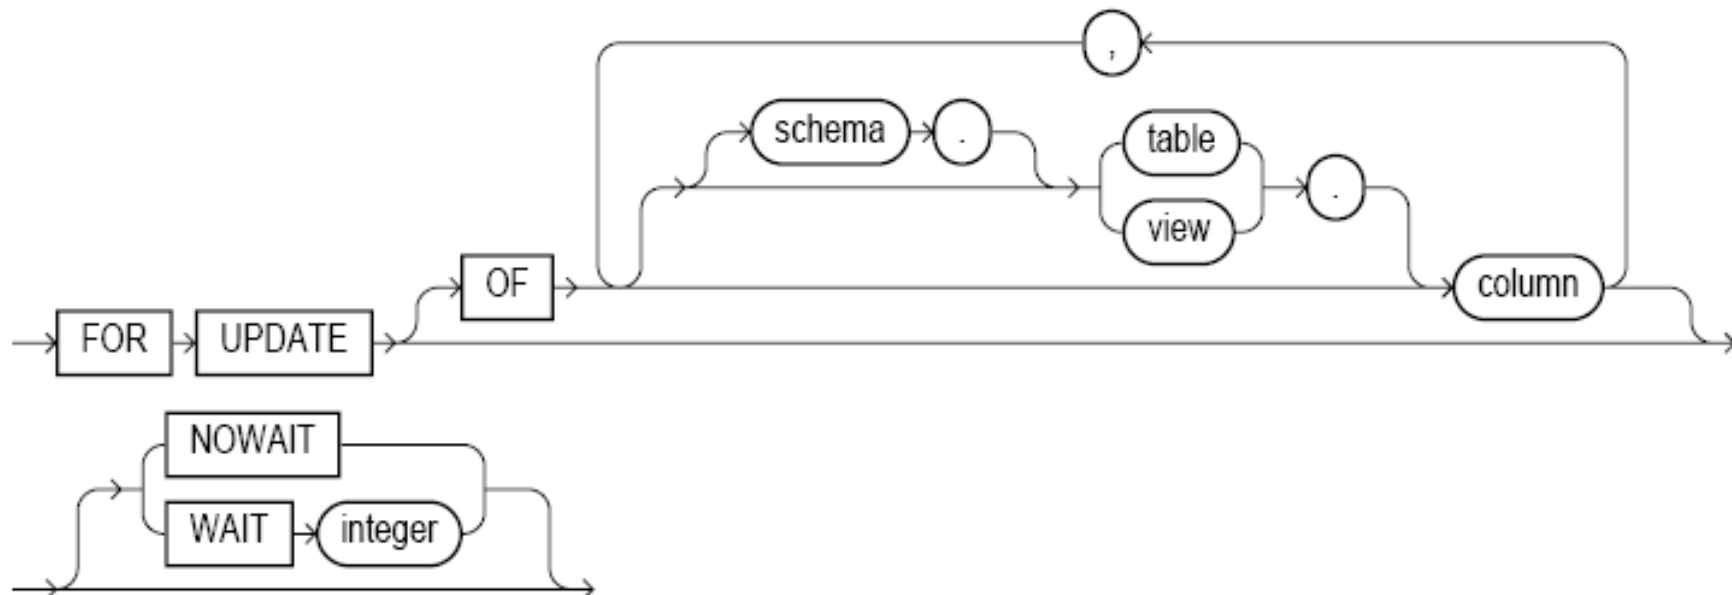 ,
schema .
table
.
view
OF
column
FOR UPDATE
NOWAIT
WAIT integer